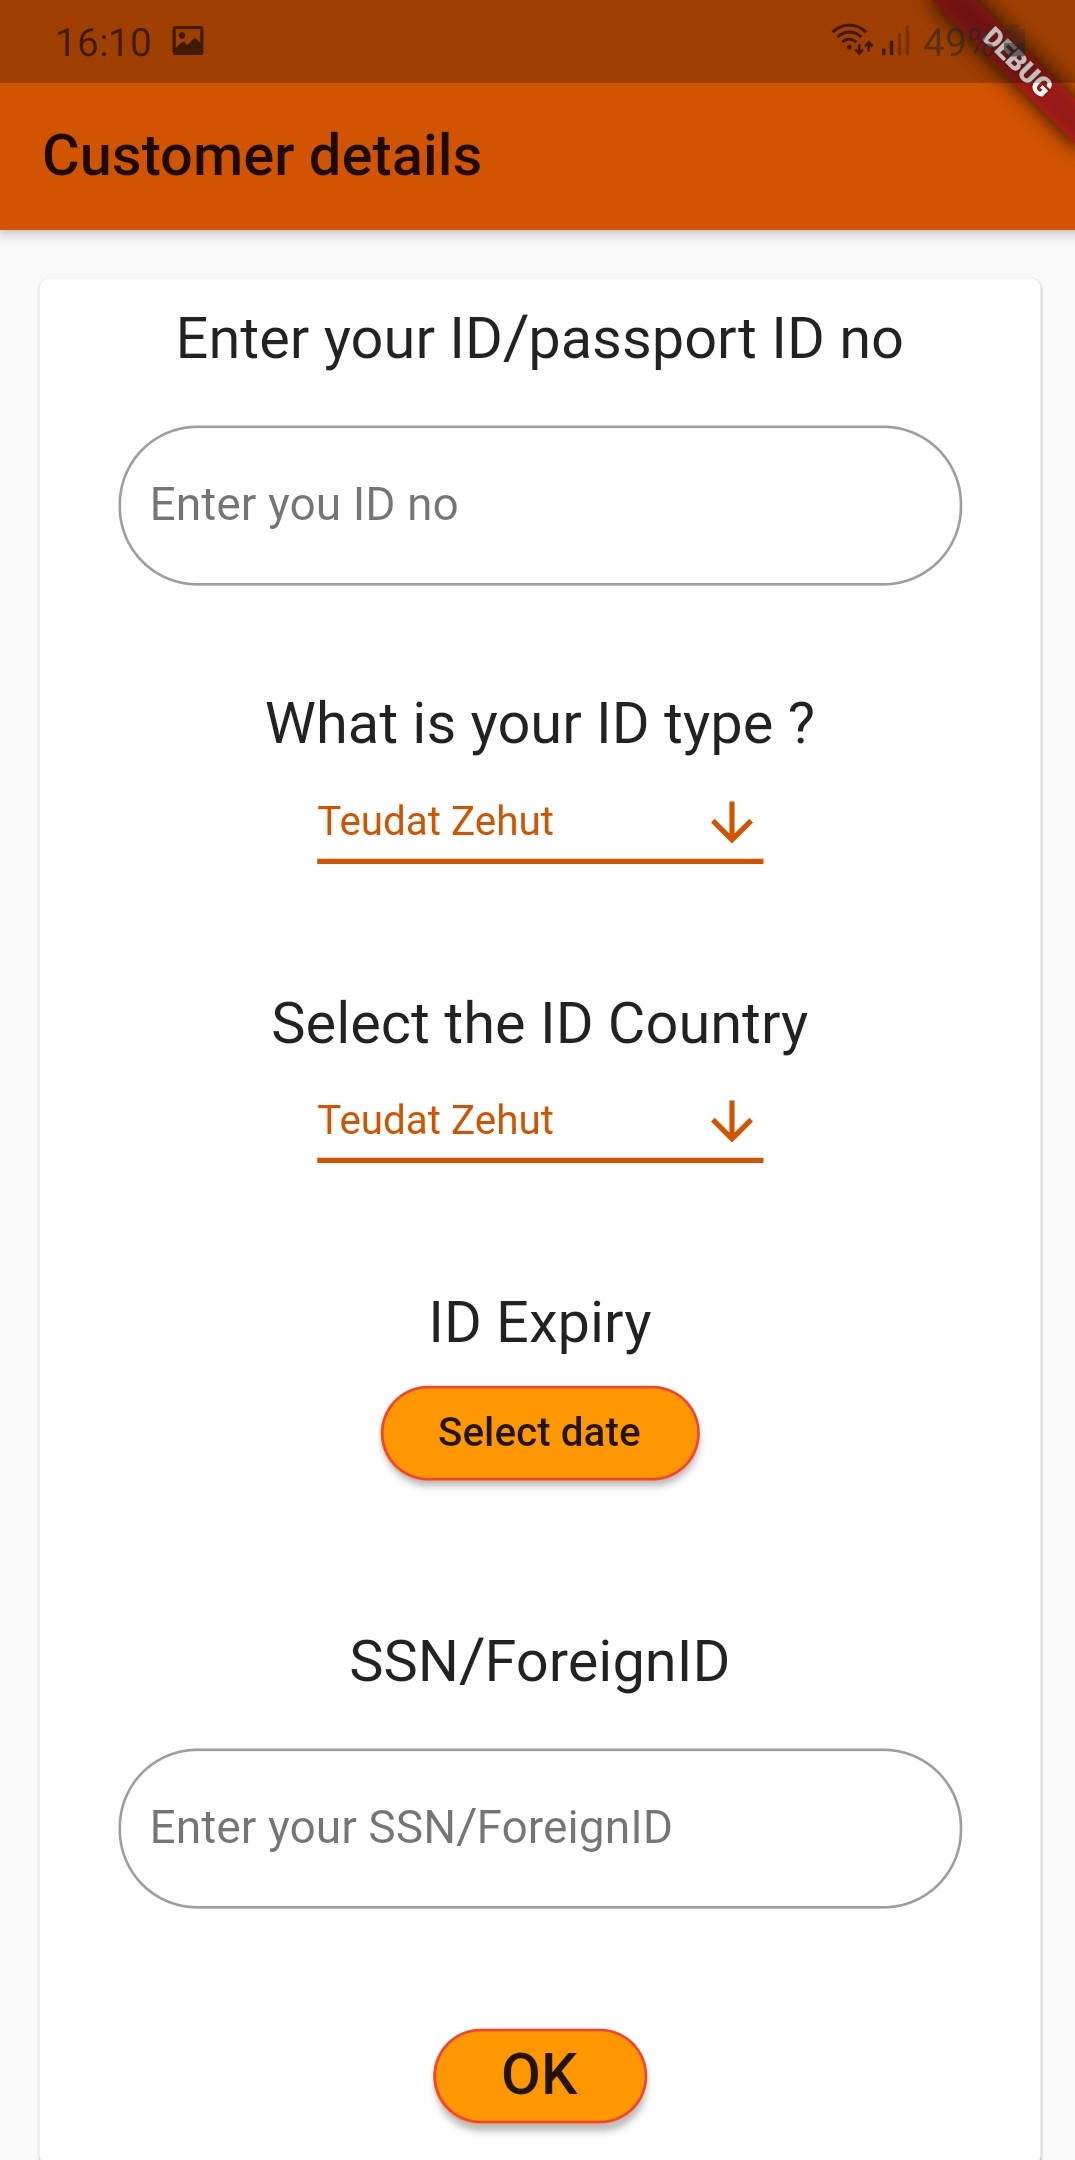 16:10
49%
DEBUG
Customer details
Enter your ID/passport ID no
Enter you ID no
What is your ID type ?
Teudat Zehut
Select the ID Country
Teudat Zehut
ID Expiry
Select date
SSN/ForeignID
Enter your SSN/ForeignID
OK